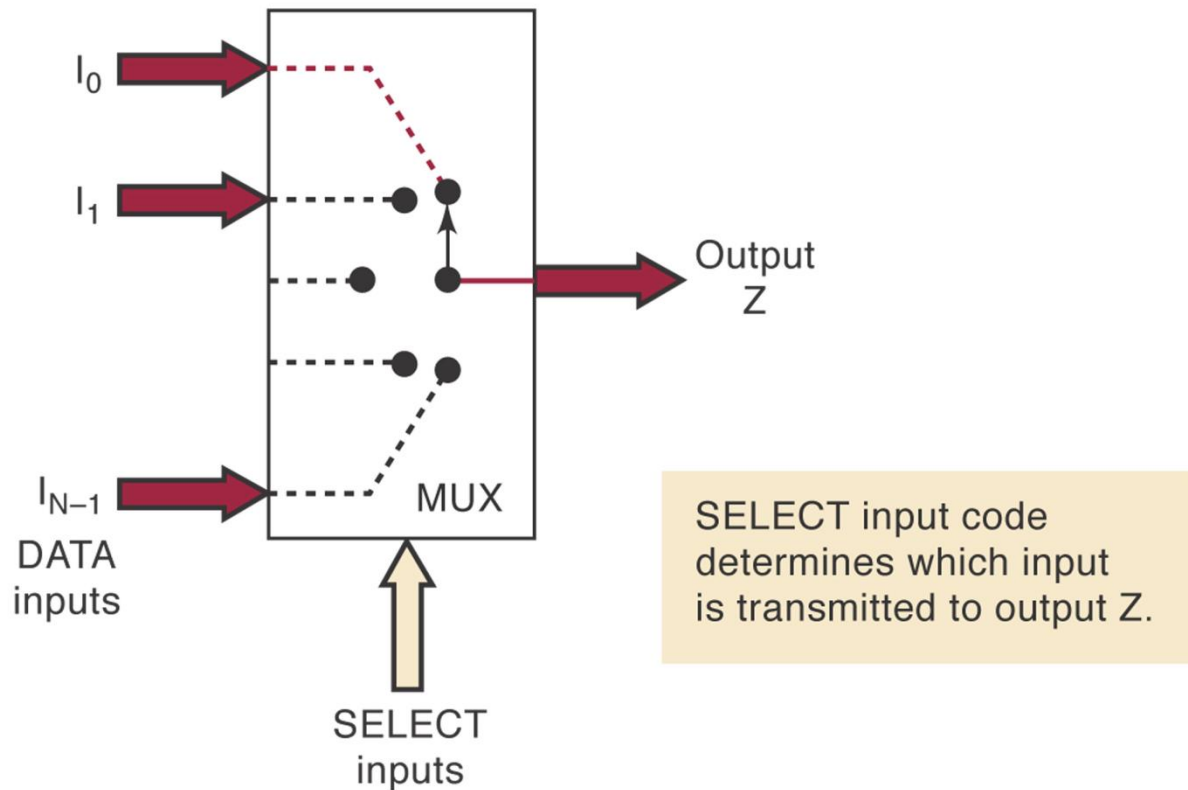 I₀
I₁
Output
Z
I_N–1
DATA
inputs
MUX
SELECT input code
determines which input
is transmitted to output Z.
SELECT
inputs